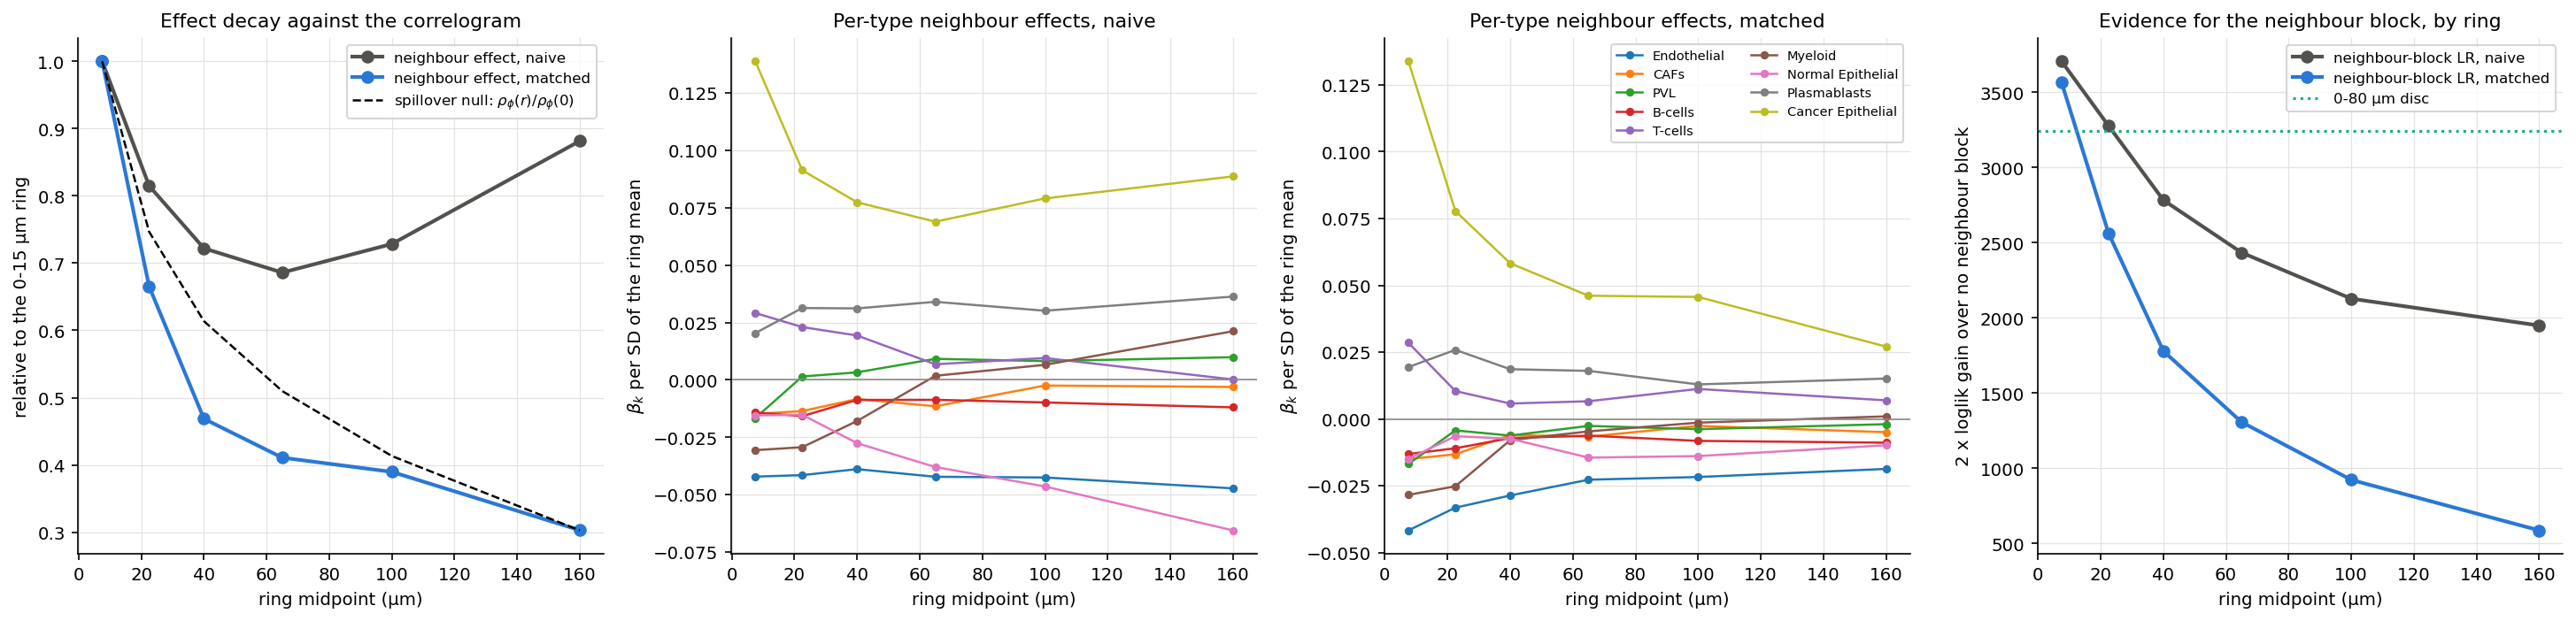 Effect decay against the correlogram
relative to the 0-15 µm ring
1.0
0.9
0.8
0.7
0.6
0.5
0.4
0.3
neighbour effect, naive
neighbour effect, matched
spillover null: ρϕ(r)/ρϕ(0)
0 20 40 60 80 100 120 140 160
ring midpoint (µm)
Per-type neighbour effects, naive
βk per SD of the ring mean
0.125
0.100
0.075
0.050
0.025
0.000
−0.025
−0.050
−0.075
0 20 40 60 80 100 120 140 160
ring midpoint (µm)
Per-type neighbour effects, matched
βk per SD of the ring mean
0.125
0.100
0.075
0.050
0.025
0.000
−0.025
−0.050
Endothelial
CAFs
PVL
B-cells
T-cells
Myeloid
Normal Epithelial
Plasmablasts
Cancer Epithelial
0 20 40 60 80 100 120 140 160
ring midpoint (µm)
Evidence for the neighbour block, by ring
2 x loglik gain over no neighbour block
3500
3000
2500
2000
1500
1000
500
neighbour-block LR, naive
neighbour-block LR, matched
0-80 µm disc
0 20 40 60 80 100 120 140 160
ring midpoint (µm)